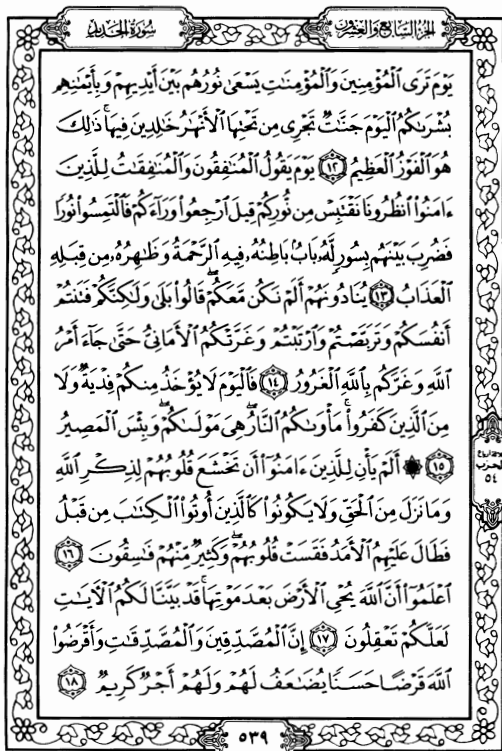 الجزء السابع والعشرون
سورة الحديد
يَوْمَ تَرَى ٱلْمُؤْمِنِينَ وَٱلْمُؤْمِنَٰتِ يَسْعَىٰ نُورُهُم بَيْنَ أَيْدِيهِمْ وَبِأَيْمَٰنِهِم
بُشْرَىٰكُمُ ٱلْيَوْمَ جَنَّٰتٌ تَجْرِى مِن تَحْتِهَا ٱلْأَنْهَٰرُ خَٰلِدِينَ فِيهَا ۚ ذَٰلِكَ
هُوَ ٱلْفَوْزُ ٱلْعَظِيمُ ١٢ يَوْمَ يَقُولُ ٱلْمُنَٰفِقُونَ وَٱلْمُنَٰفِقَٰتُ لِلَّذِينَ
ءَامَنُوا۟ ٱنظُرُونَا نَقْتَبِسْ مِن نُّورِكُمْ قِيلَ ٱرْجِعُوا۟ وَرَآءَكُمْ فَٱلْتَمِسُوا۟ نُورًا
فَضُرِبَ بَيْنَهُم بِسُورٍ لَّهُۥ بَابٌۢ بَاطِنُهُۥ فِيهِ ٱلرَّحْمَةُ وَظَٰهِرُهُۥ مِن قِبَلِهِ
ٱلْعَذَابُ ١٣ يُنَادُونَهُمْ أَلَمْ نَكُن مَّعَكُمْ ۖ قَالُوا۟ بَلَىٰ وَلَٰكِنَّكُمْ فَتَنتُمْ
أَنفُسَكُمْ وَتَرَبَّصْتُمْ وَٱرْتَبْتُمْ وَغَرَّتْكُمُ ٱلْأَمَانِىُّ حَتَّىٰ جَآءَ أَمْرُ
ٱللَّهِ وَغَرَّكُم بِٱللَّهِ ٱلْغَرُورُ ١٤ فَٱلْيَوْمَ لَا يُؤْخَذُ مِنكُمْ فِدْيَةٌ وَلَا
مِنَ ٱلَّذِينَ كَفَرُوا۟ ۚ مَأْوَىٰكُمُ ٱلنَّارُ ۖ هِىَ مَوْلَىٰكُمْ ۖ وَبِئْسَ ٱلْمَصِيرُ
١٥ ۞ أَلَمْ يَأْنِ لِلَّذِينَ ءَامَنُوٓا۟ أَن تَخْشَعَ قُلُوبُهُمْ لِذِكْرِ ٱللَّهِ
وَمَا نَزَلَ مِنَ ٱلْحَقِّ وَلَا يَكُونُوا۟ كَٱلَّذِينَ أُوتُوا۟ ٱلْكِتَٰبَ مِن قَبْلُ
فَطَالَ عَلَيْهِمُ ٱلْأَمَدُ فَقَسَتْ قُلُوبُهُمْ ۖ وَكَثِيرٌ مِّنْهُمْ فَٰسِقُونَ ١٦
ٱعْلَمُوٓا۟ أَنَّ ٱللَّهَ يُحْىِ ٱلْأَرْضَ بَعْدَ مَوْتِهَا ۚ قَدْ بَيَّنَّا لَكُمُ ٱلْـَٔايَٰتِ
لَعَلَّكُمْ تَعْقِلُونَ ١٧ إِنَّ ٱلْمُصَّدِّقِينَ وَٱلْمُصَّدِّقَٰتِ وَأَقْرَضُوا۟
ٱللَّهَ قَرْضًا حَسَنًا يُضَٰعَفُ لَهُمْ وَلَهُمْ أَجْرٌ كَرِيمٌ ١٨
الحزب
٥٤
٥٣٩